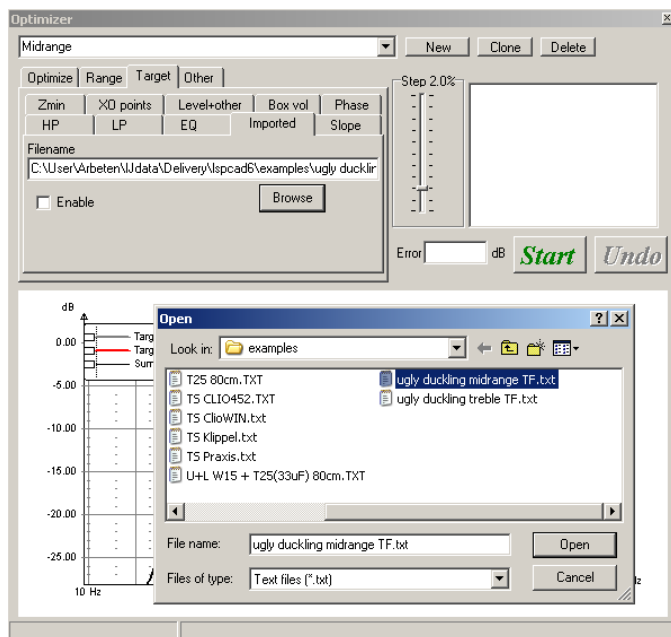 Optimizer
Midrange
New Clone Delete
Optimize Range Target Other
Step 2.0%
Zmin XO points Level+other Box vol Phase
HP LP EQ Imported Slope
Filename
C:\User\Arbeten\IJdata\Delivery\lspcad6\examples\ugly ducklin
Enable
Browse
Error dB Start Undo
dB
0.00
-5.00
-10.00
-15.00
-20.00
-25.00
10 Hz
Targ
Targ
Sum
Open
Look in: examples
T25 80cm.TXT
TS CLIO452.TXT
TS ClioWIN.txt
TS Klippel.txt
TS Praxis.txt
U+L W15 + T25(33uF) 80cm.TXT
ugly duckling midrange TF.txt
ugly duckling treble TF.txt
File name: ugly duckling midrange TF.txt Open
Files of type: Text files (*.txt) Cancel